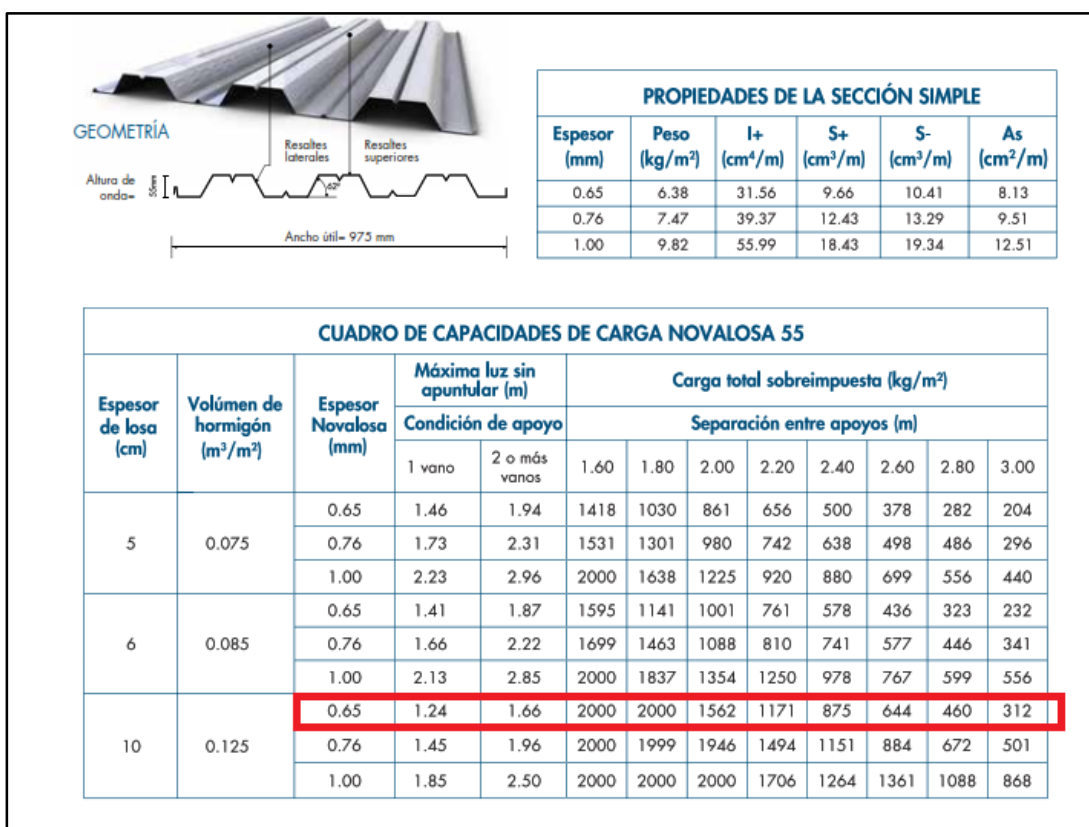 GEOMETRÍA
Resaltes laterales
Resaltes superiores
Altura de onda=
55mm
62°
Ancho útil= 975 mm
PROPIEDADES DE LA SECCIÓN SIMPLE
Espesor (mm) Peso (kg/m²) I+ (cm⁴/m) S+ (cm³/m) S- (cm³/m) As (cm²/m)
0.65 6.38 31.56 9.66 10.41 8.13
0.76 7.47 39.37 12.43 13.29 9.51
1.00 9.82 55.99 18.43 19.34 12.51
CUADRO DE CAPACIDADES DE CARGA NOVALOSA 55
Espesor de losa (cm) Volúmen de hormigón (m³/m²) Espesor Novalosa (mm) Máxima luz sin apuntular (m) Carga total sobreimpuesta (kg/m²)
Condición de apoyo Separación entre apoyos (m)
1 vano 2 o más vanos 1.60 1.80 2.00 2.20 2.40 2.60 2.80 3.00
0.65 1.46 1.94 1418 1030 861 656 500 378 282 204
5 0.075 0.76 1.73 2.31 1531 1301 980 742 638 498 486 296
1.00 2.23 2.96 2000 1638 1225 920 880 699 556 440
0.65 1.41 1.87 1595 1141 1001 761 578 436 323 232
6 0.085 0.76 1.66 2.22 1699 1463 1088 810 741 577 446 341
1.00 2.13 2.85 2000 1837 1354 1250 978 767 599 556
0.65 1.24 1.66 2000 2000 1562 1171 875 644 460 312
10 0.125 0.76 1.45 1.96 2000 1999 1946 1494 1151 884 672 501
1.00 1.85 2.50 2000 2000 2000 1706 1264 1361 1088 868